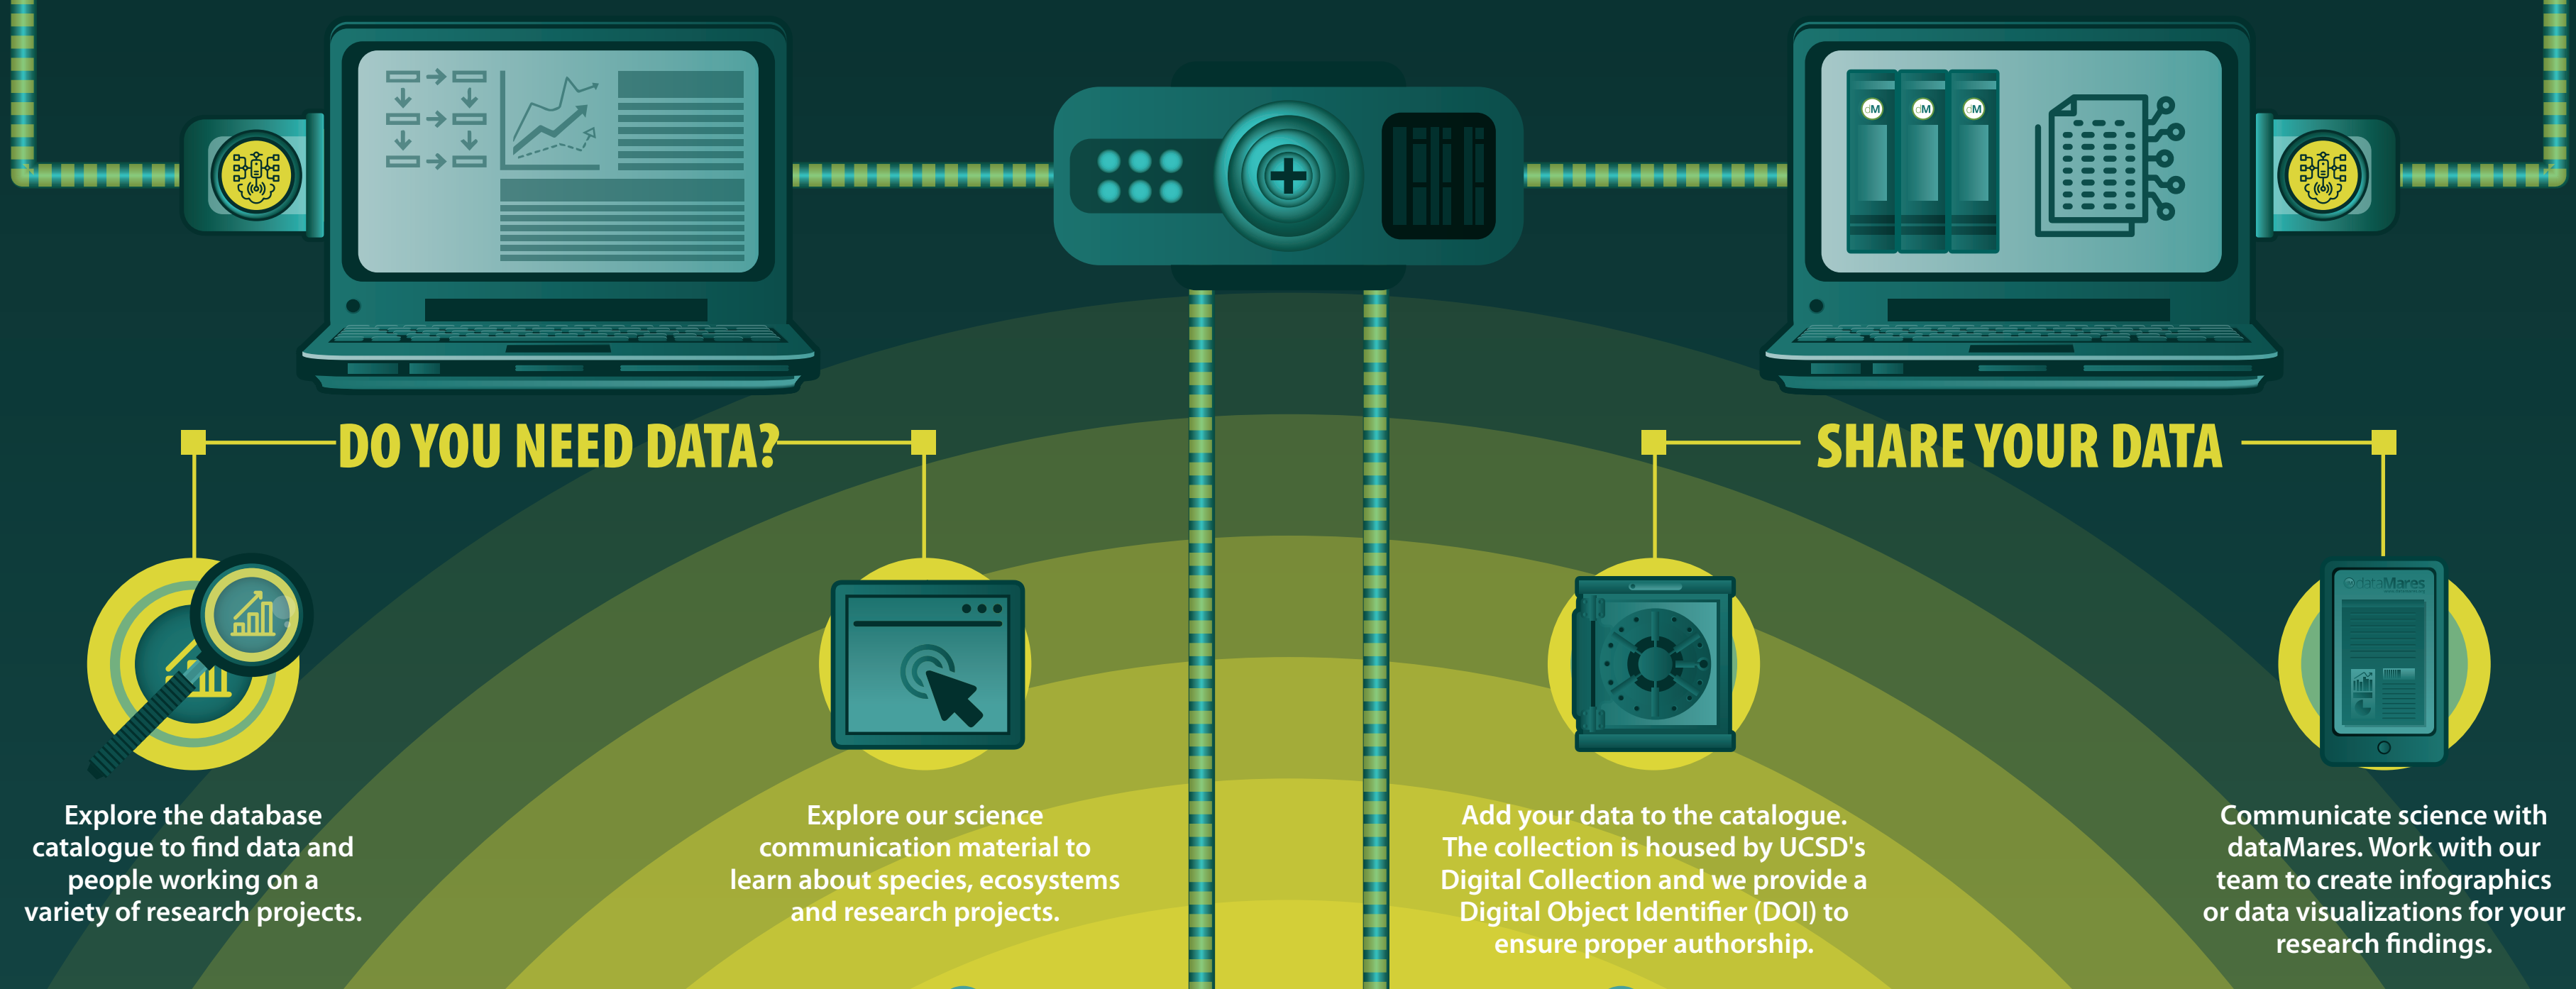 dM dM dM
DO YOU NEED DATA?
SHARE YOUR DATA
dataMares
Explore the database
catalogue to find data and
people working on a
variety of research projects.
Explore our science
communication material to
learn about species, ecosystems
and research projects.
Add your data to the catalogue.
The collection is housed by UCSD's
Digital Collection and we provide a
Digital Object Identifier (DOI) to
ensure proper authorship.
Communicate science with
dataMares. Work with our
team to create infographics
or data visualizations for your
research findings.